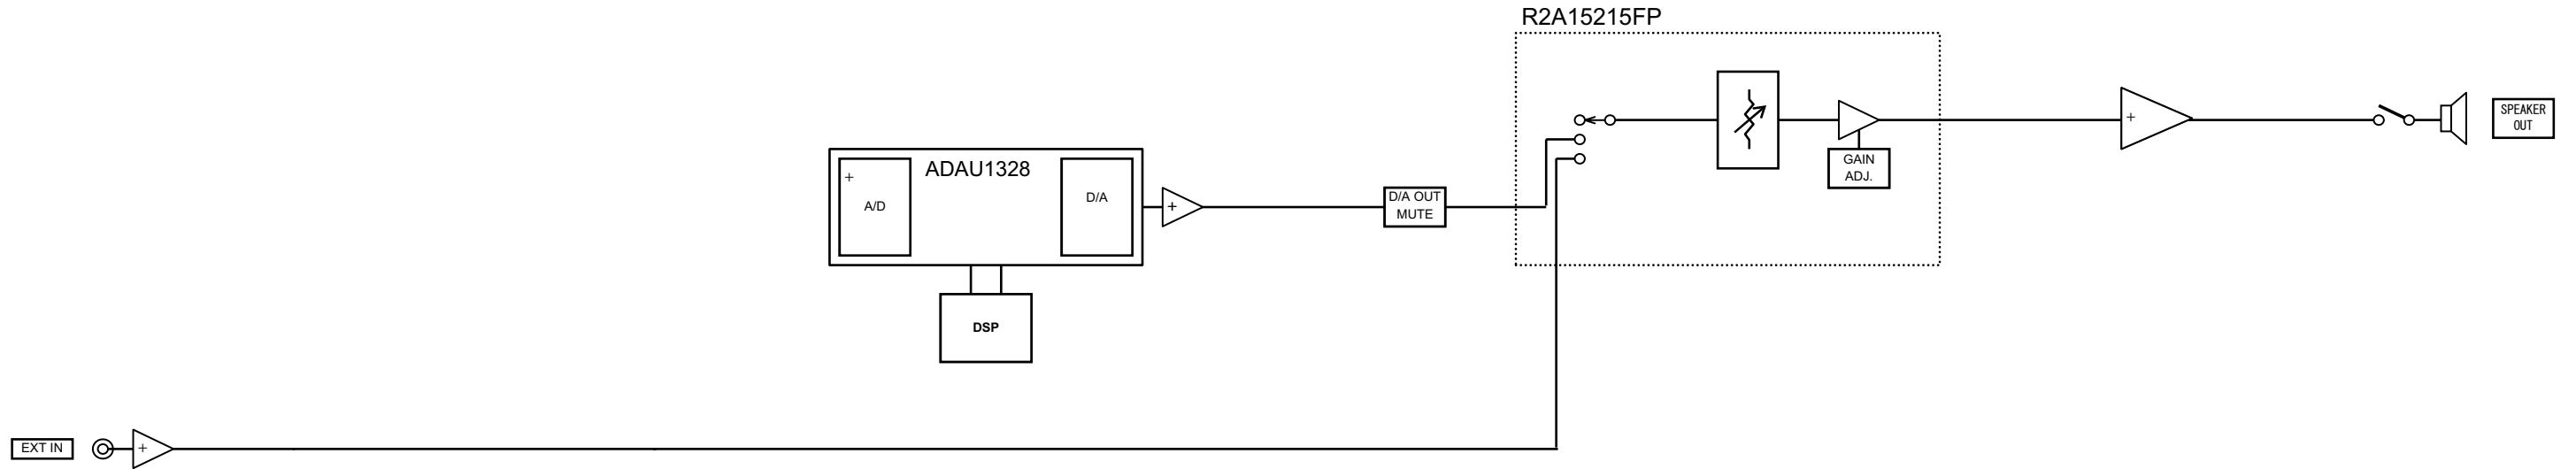 R2A15215FP
SPEAKER
OUT
GAIN
ADJ.
ADAU1328
+
A/D
D/A
+
D/A OUT
MUTE
+
DSP
EXT IN
+